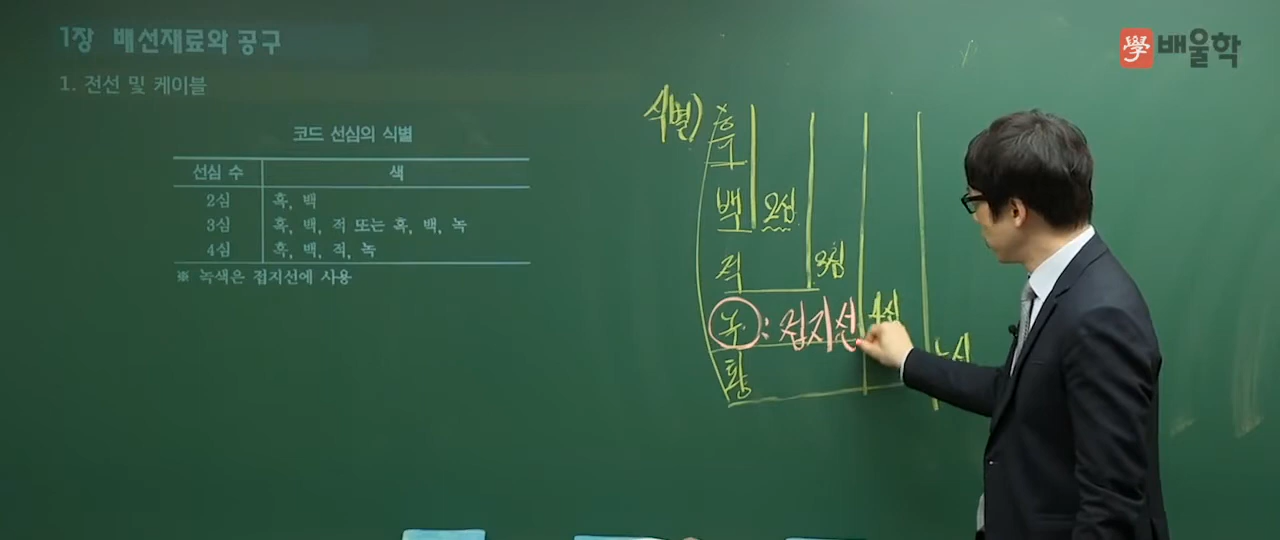 1장 배선재료와 공구
1. 전선 및 케이블
코드 선심의 식별
선심 수 색
2심 흑, 백
3심 흑, 백, 적 또는 흑, 백, 녹
4심 흑, 백, 적, 녹
※ 녹색은 접지선에 사용
學 배울학
식별)
흑
백 2심
적 3심
녹 : 접지선 4심
황